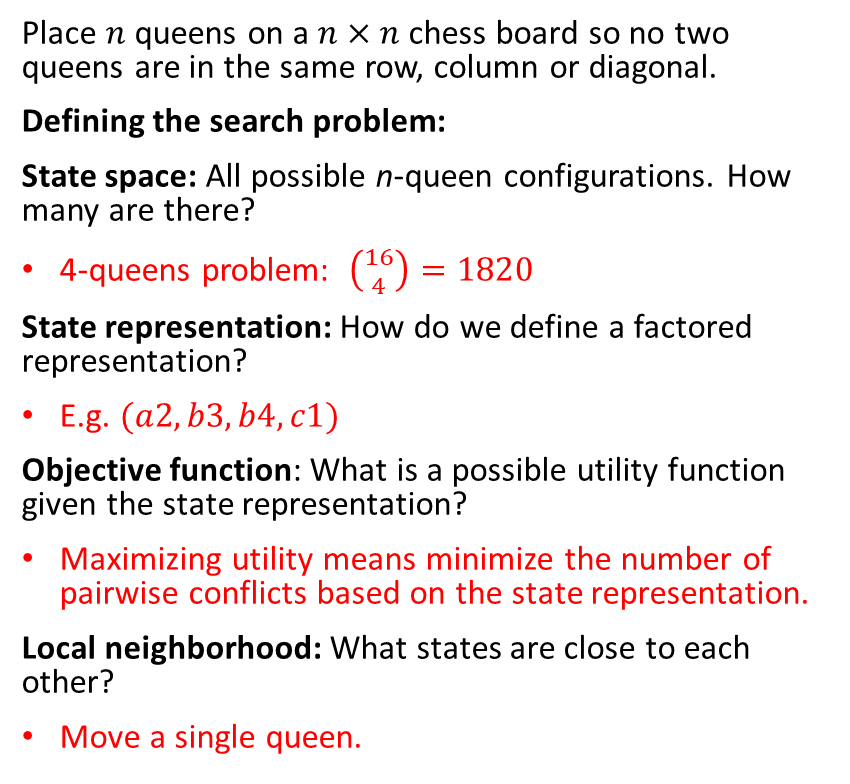 Place 𝑛 queens on a 𝑛 × 𝑛 chess board so no two
queens are in the same row, column or diagonal.
Defining the search problem:
State space: All possible n-queen configurations. How
many are there?
• 4-queens problem: (16 4) = 1820
State representation: How do we define a factored
representation?
• E.g. (𝑎2, 𝑏3, 𝑏4, 𝑐1)
Objective function: What is a possible utility function
given the state representation?
• Maximizing utility means minimize the number of
pairwise conflicts based on the state representation.
Local neighborhood: What states are close to each
other?
• Move a single queen.